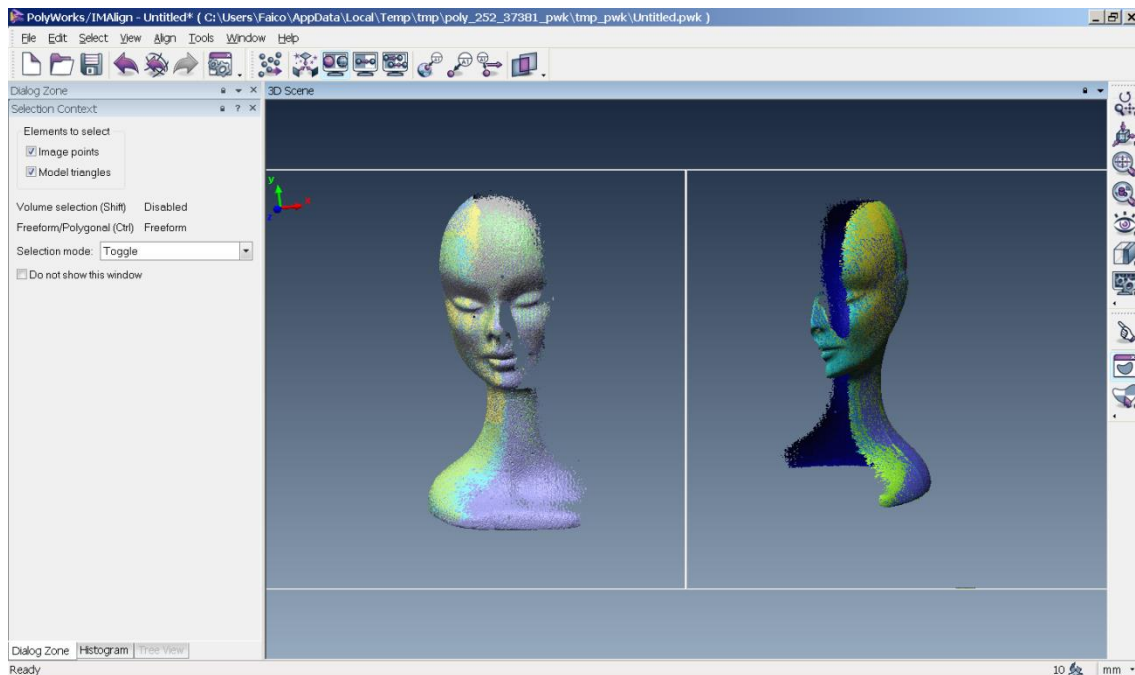 PolyWorks/IMAlign - Untitled* ( C:\Users\Faico\AppData\Local\Temp\tmp\poly_252_37381_pwk\tmp_pwk\Untitled.pwk )
File Edit Select View Align Tools Window Help
Dialog Zone
3D Scene
Selection Context
Elements to select
Image points
Model triangles
Volume selection (Shift) Disabled
Freeform/Polygonal (Ctrl) Freeform
Selection mode: Toggle
Do not show this window
y
x
z
Dialog Zone Histogram Tree View
Ready
10
mm